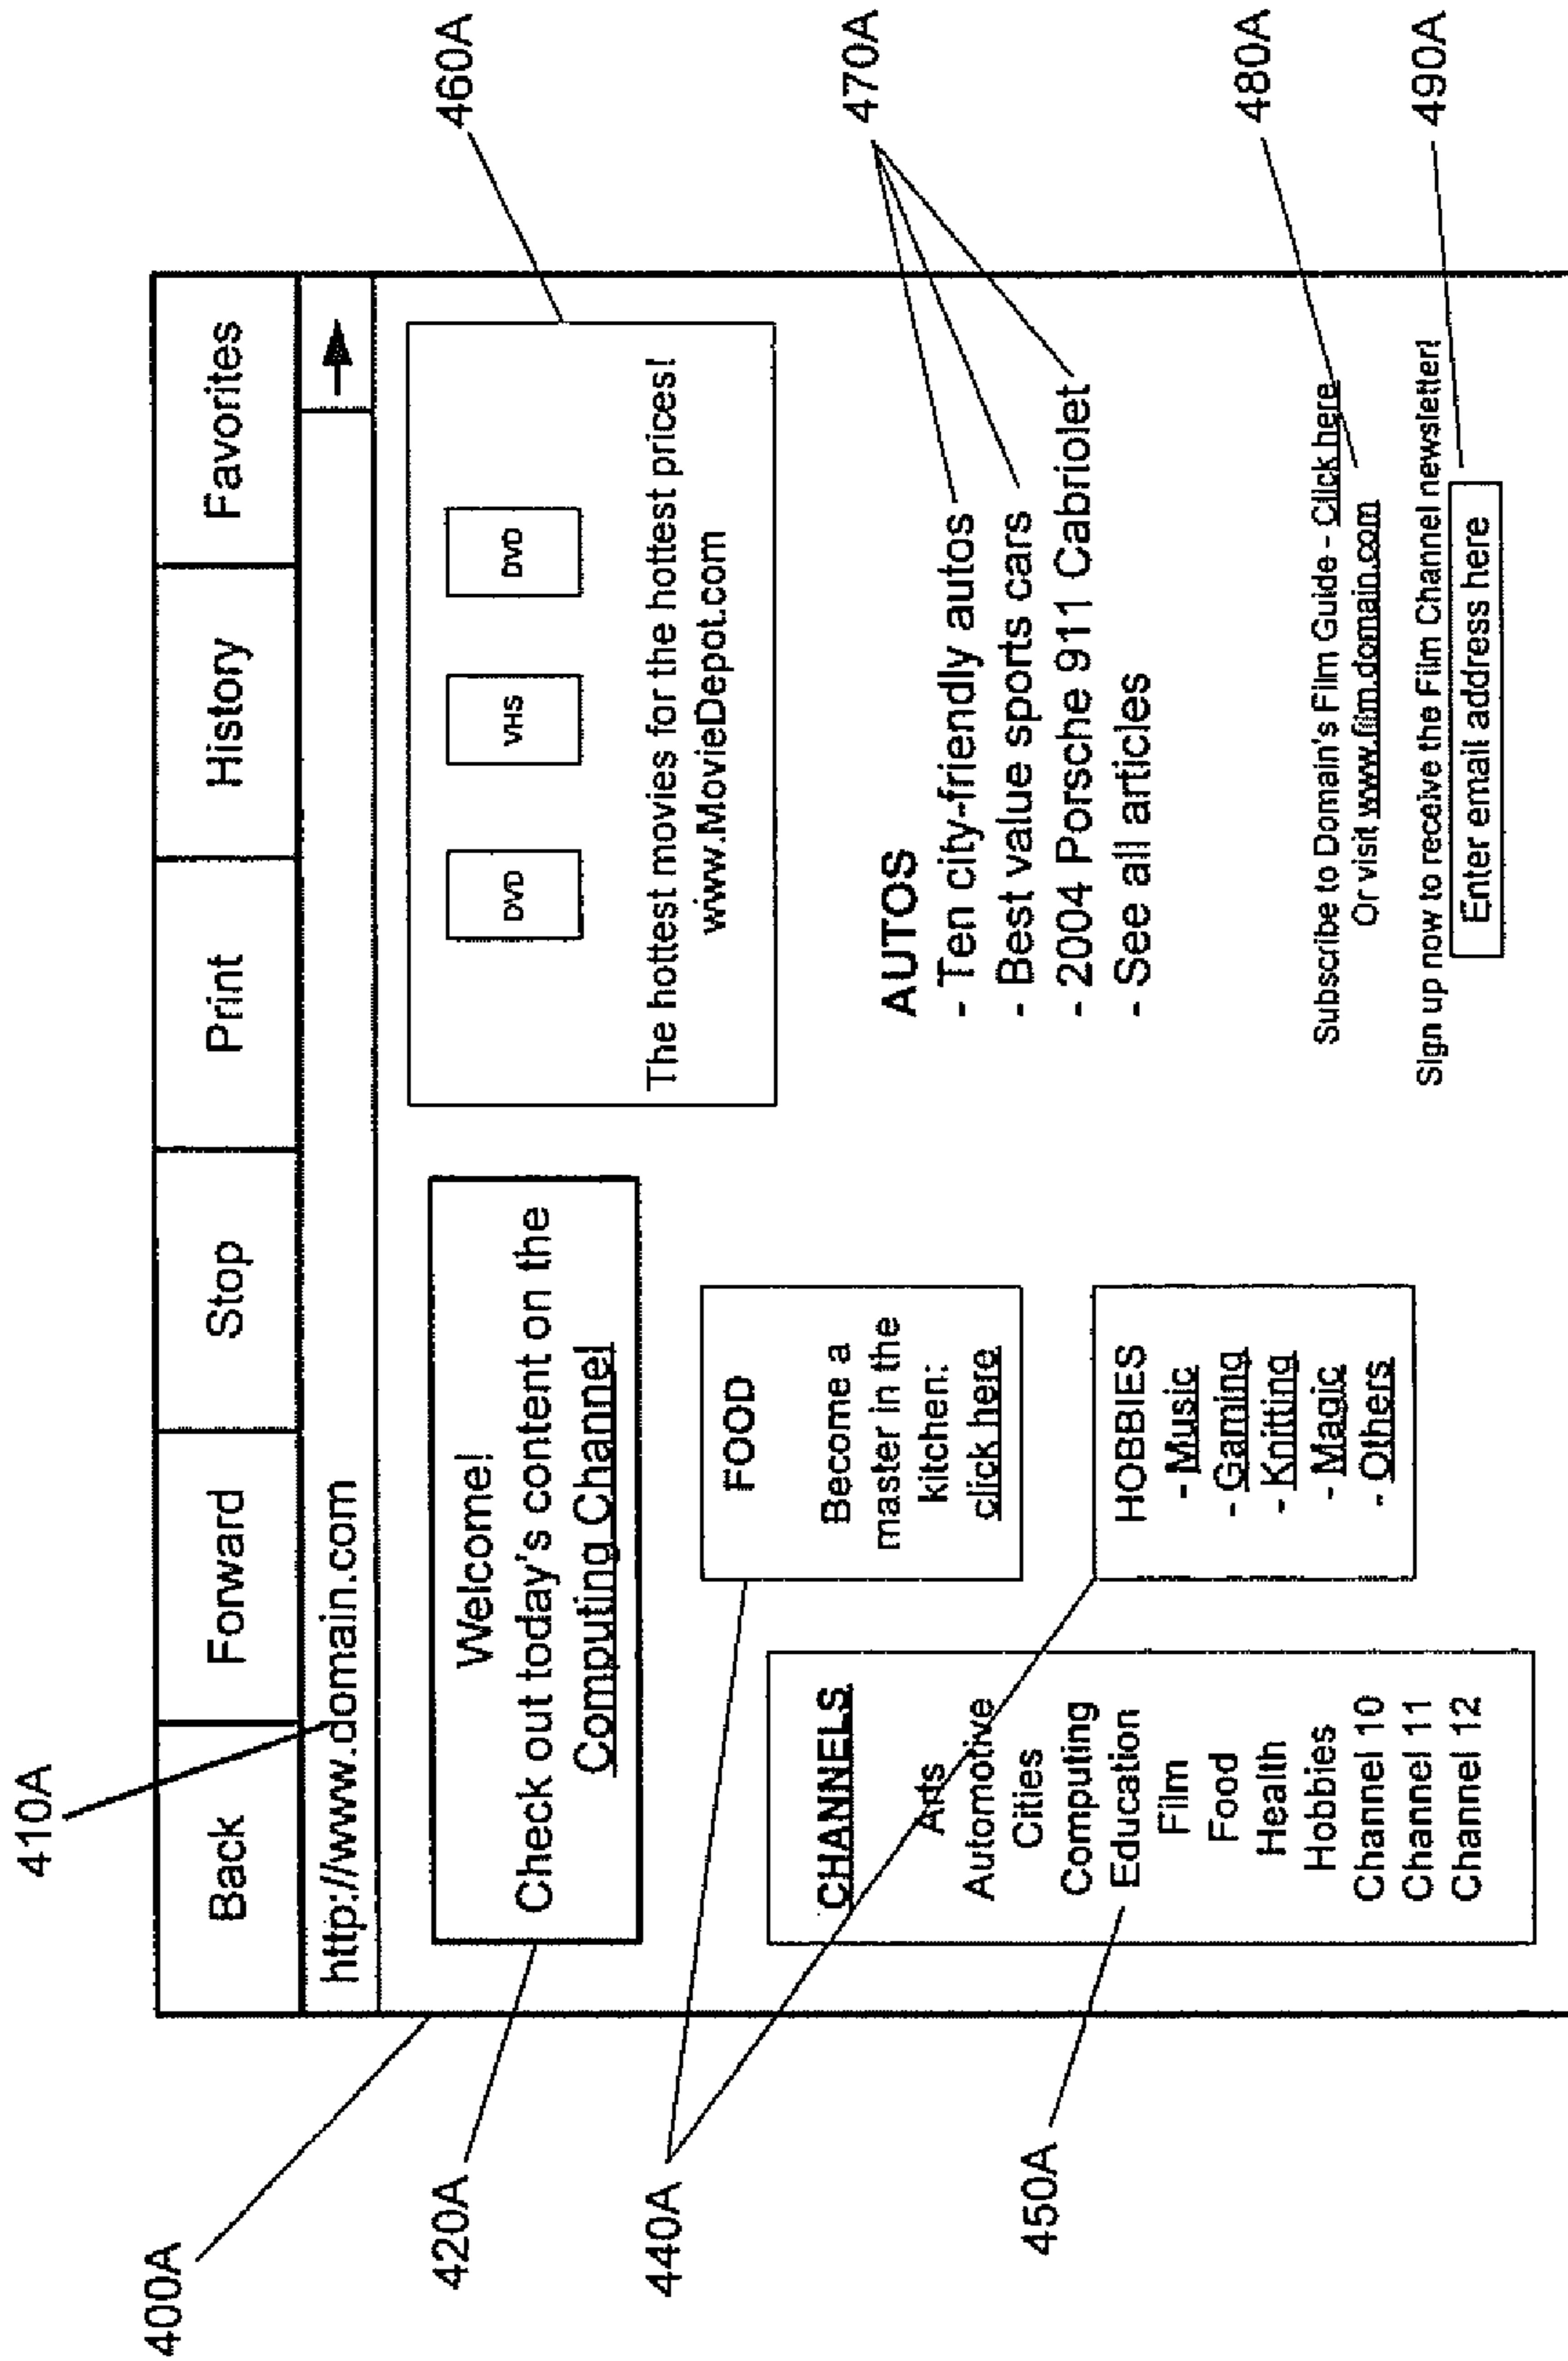 410A
400A
Back
Forward
Stop
Print
History
Favorites
http://www.domain.com
420A
Welcome!
Check out today's content on the
Computing Channel
460A
DVD
VHS
DVD
The hottest movies for the hottest prices!
www.MovieDepot.com
440A
FOOD
Become a
master in the
kitchen:
click here
HOBBIES
- Music
- Gaming
- Knitting
- Magic
- Others
450A
CHANNELS
Arts
Automotive
Cities
Computing
Education
Film
Food
Health
Hobbies
Channel 10
Channel 11
Channel 12
470A
AUTOS
- Ten city-friendly autos
- Best value sports cars
- 2004 Porsche 911 Cabriolet
- See all articles
480A
Subscribe to Domain's Film Guide - Click here
Or visit www.film.domain.com
490A
Sign up now to receive the Film Channel newsletter!
Enter email address here